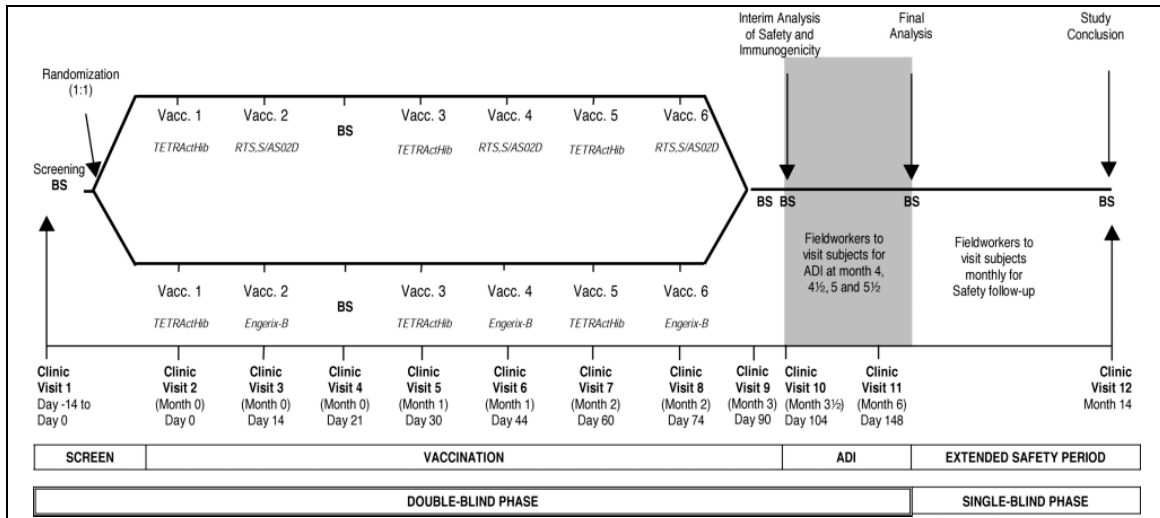 Interim Analysis
of Safety and
Immunogenicity
Final
Analysis
Study
Conclusion
Randomization
(1:1)
Screening
BS
Vacc. 1
TETRActHib
Vacc. 2
RTS,S/AS02D
BS
Vacc. 3
TETRActHib
Vacc. 4
RTS,S/AS02D
Vacc. 5
TETRActHib
Vacc. 6
RTS,S/AS02D
BS
BS
BS
BS
Fieldworkers to
visit subjects for
ADI at month 4,
4½, 5 and 5½
Fieldworkers to
visit subjects
monthly for
Safety follow-up
Vacc. 1
TETRActHib
Vacc. 2
Engerix-B
BS
Vacc. 3
TETRActHib
Vacc. 4
Engerix-B
Vacc. 5
TETRActHib
Vacc. 6
Engerix-B
Clinic
Visit 1
Day -14 to
Day 0
Clinic
Visit 2
(Month 0)
Day 0
Clinic
Visit 3
(Month 0)
Day 14
Clinic
Visit 4
(Month 0)
Day 21
Clinic
Visit 5
(Month 1)
Day 30
Clinic
Visit 6
(Month 1)
Day 44
Clinic
Visit 7
(Month 2)
Day 60
Clinic
Visit 8
(Month 2)
Day 74
Clinic
Visit 9
(Month 3)
Day 90
Clinic
Visit 10
(Month 3½)
Day 104
Clinic
Visit 11
(Month 6)
Day 148
Clinic
Visit 12
Month 14
SCREEN
VACCINATION
ADI
EXTENDED SAFETY PERIOD
DOUBLE-BLIND PHASE
SINGLE-BLIND PHASE